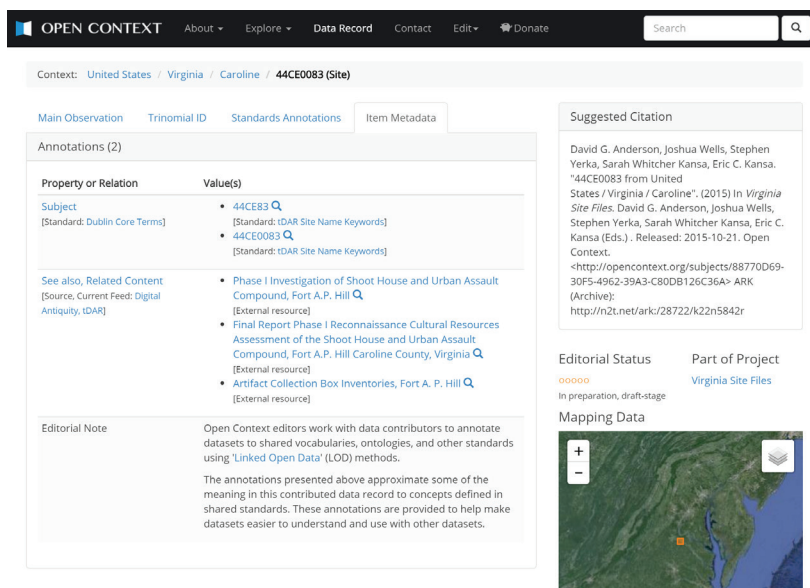 OPEN CONTEXT About Explore Data Record Contact Edit Donate Search
Context: United States / Virginia / Caroline / 44CE0083 (Site)
Main Observation Trinomial ID Standards Annotations Item Metadata
Annotations (2)
Property or Relation Value(s)
Subject
[Standard: Dublin Core Terms]
• 44CE83
[Standard: tDAR Site Name Keywords]
• 44CE0083
[Standard: tDAR Site Name Keywords]
See also, Related Content
[Source, Current Feed: Digital
Antiquity, tDAR]
• Phase I Investigation of Shoot House and Urban Assault
Compound, Fort A.P. Hill
[External resource]
• Final Report Phase I Reconnaissance Cultural Resources
Assessment of the Shoot House and Urban Assault
Compound, Fort A.P. Hill Caroline County, Virginia
[External resource]
• Artifact Collection Box Inventories, Fort A. P. Hill
[External resource]
Editorial Note
Open Context editors work with data contributors to annotate
datasets to shared vocabularies, ontologies, and other standards
using 'Linked Open Data' (LOD) methods.
The annotations presented above approximate some of the
meaning in this contributed data record to concepts defined in
shared standards. These annotations are provided to help make
datasets easier to understand and use with other datasets.
Suggested Citation
David G. Anderson, Joshua Wells, Stephen
Yerka, Sarah Whitcher Kansa, Eric C. Kansa.
"44CE0083 from United
States / Virginia / Caroline". (2015) In Virginia
Site Files. David G. Anderson, Joshua Wells,
Stephen Yerka, Sarah Whitcher Kansa, Eric C.
Kansa (Eds.) . Released: 2015-10-21. Open
Context.
<http://opencontext.org/subjects/88770D69-
30F5-4962-39A3-C80DB126C36A> ARK
(Archive):
http://n2t.net/ark:/28722/k22n5842r
Editorial Status
In preparation, draft-stage
Part of Project
Virginia Site Files
Mapping Data
+
−